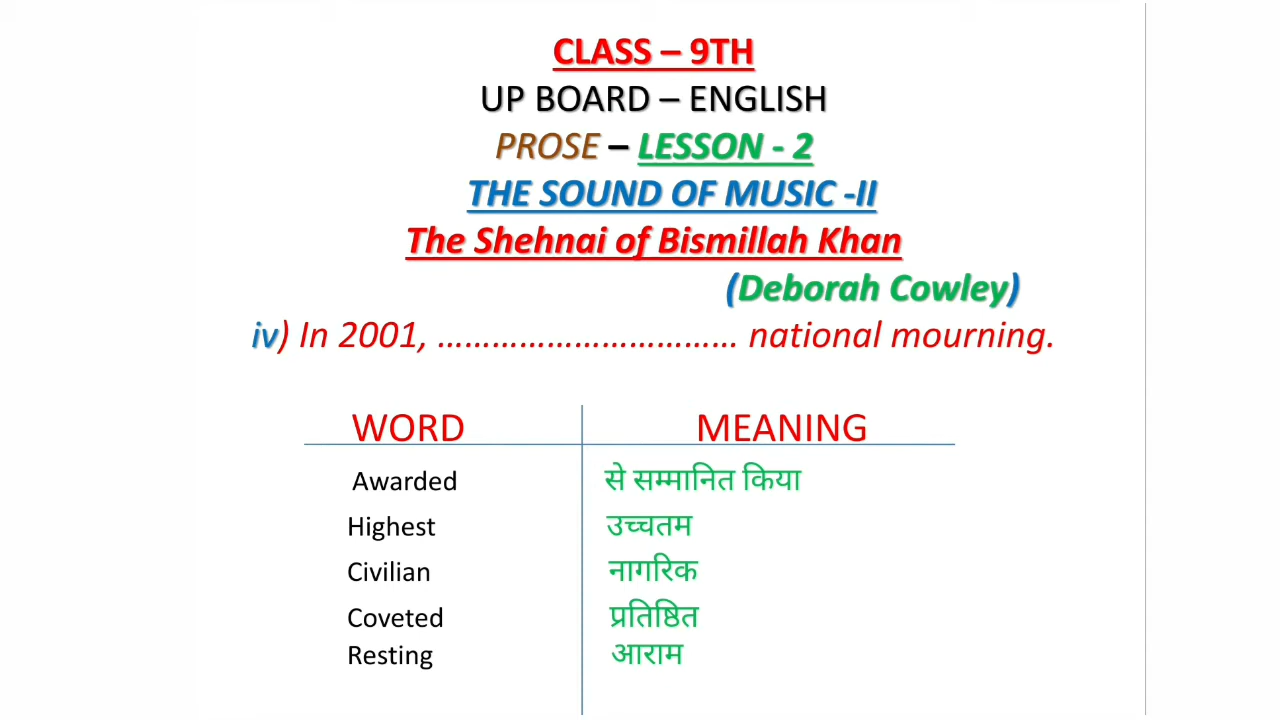 CLASS – 9TH
UP BOARD – ENGLISH
PROSE – LESSON - 2
THE SOUND OF MUSIC -II
The Shehnai of Bismillah Khan
(Deborah Cowley)
iv) In 2001, …………………………… national mourning.
WORD MEANING
Awarded से सम्मानित किया
Highest उच्चतम
Civilian नागरिक
Coveted प्रतिष्ठित
Resting आराम